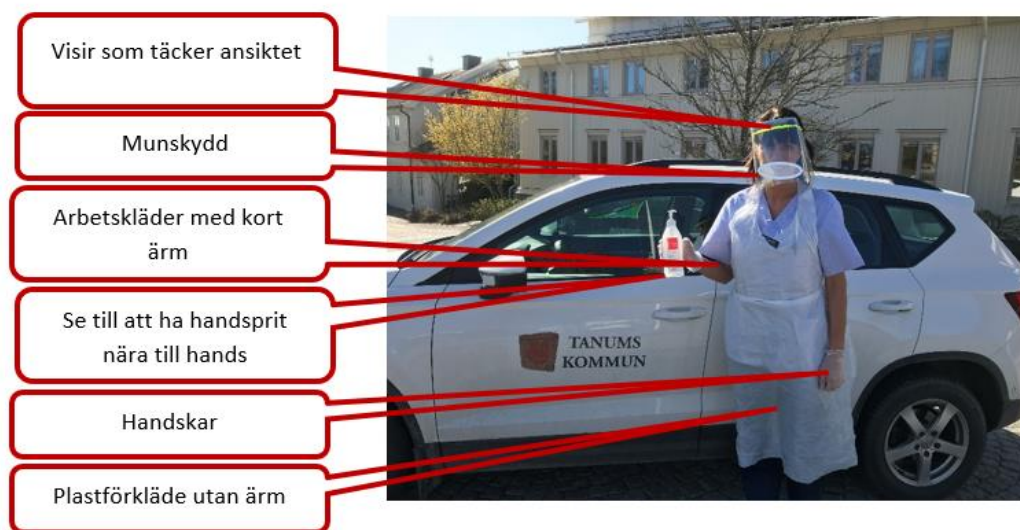 Visir som täcker ansiktet
Munskydd
Arbetskläder med kort
ärm
Se till att ha handsprit
nära till hands
Handskar
Plastförkläde utan ärm
TANUMS
KOMMUN